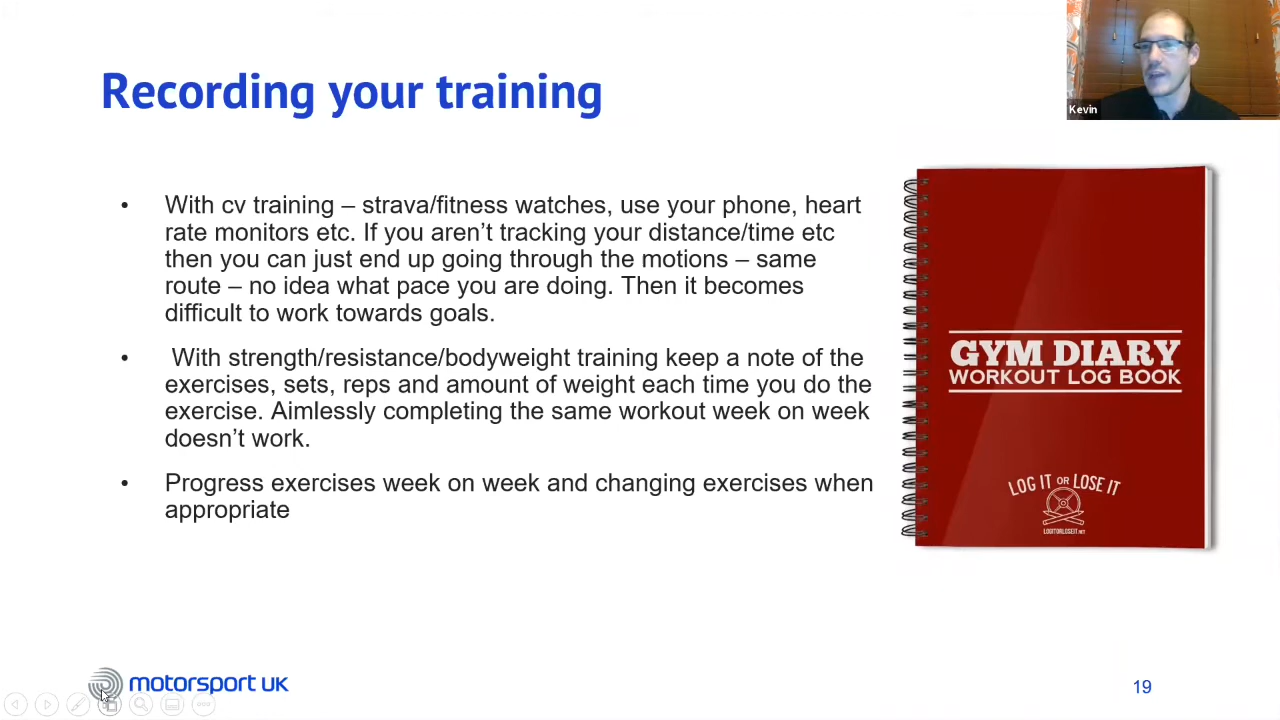 Recording your training
Kevin
• With cv training – strava/fitness watches, use your phone, heart
rate monitors etc. If you aren’t tracking your distance/time etc
then you can just end up going through the motions – same
route – no idea what pace you are doing. Then it becomes
difficult to work towards goals.
• With strength/resistance/bodyweight training keep a note of the
exercises, sets, reps and amount of weight each time you do the
exercise. Aimlessly completing the same workout week on week
doesn’t work.
• Progress exercises week on week and changing exercises when
appropriate
GYM DIARY
WORKOUT LOG BOOK
LOG IT OR LOSE IT
LOGITORLOSEIT.NET
motorsport UK
19